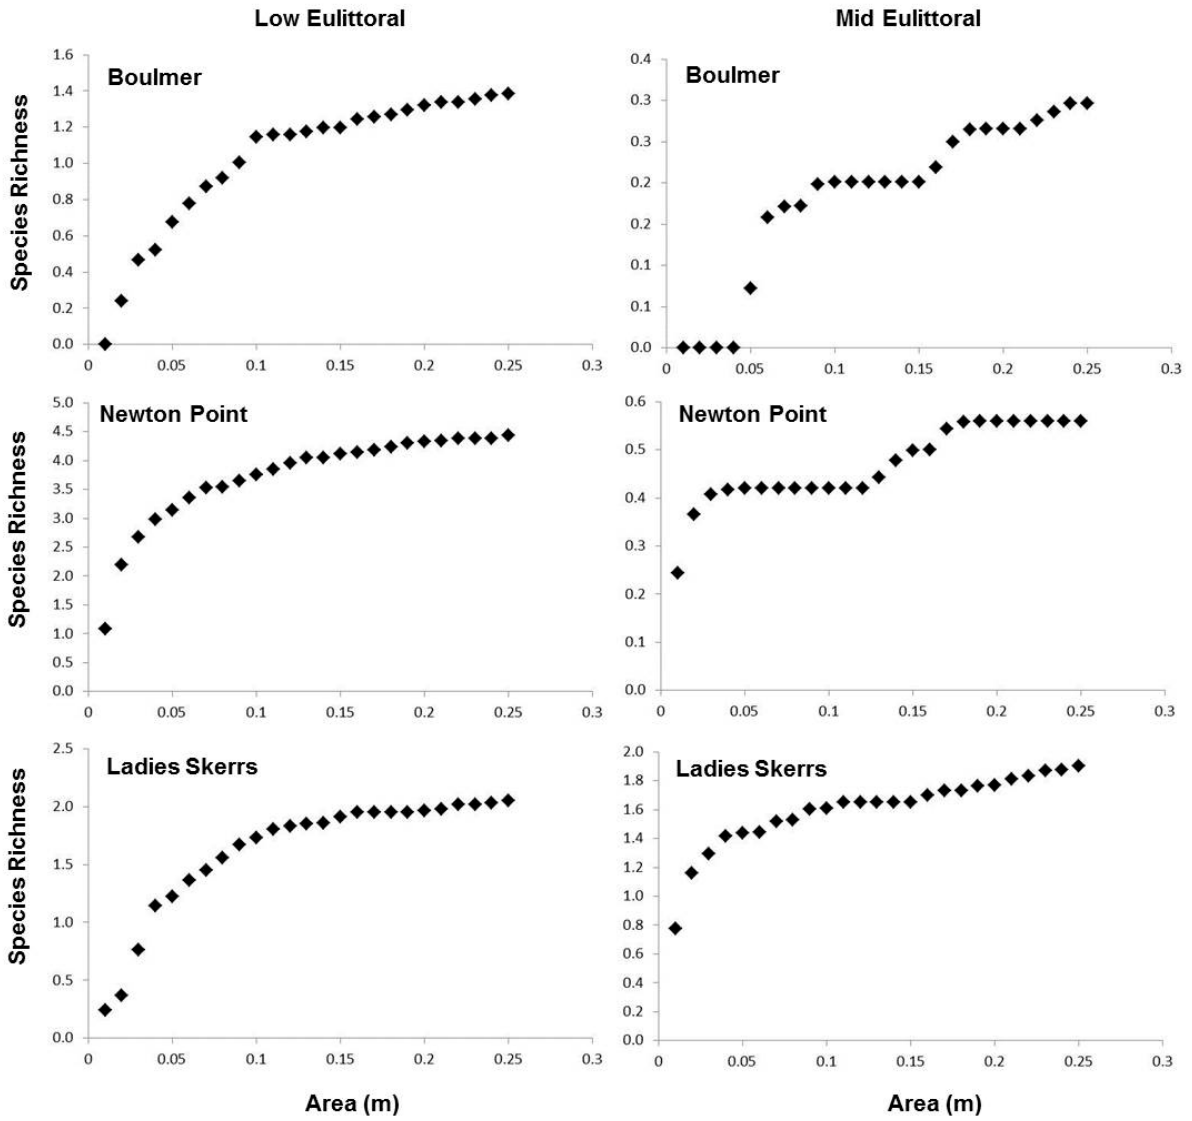 Low Eulittoral
Mid Eulittoral
Species Richness
Boulmer
1.6
1.4
1.2
1.0
0.8
0.6
0.4
0.2
0.0
0 0.05 0.1 0.15 0.2 0.25 0.3
Boulmer
0.4
0.3
0.3
0.2
0.2
0.1
0.1
0.0
0 0.05 0.1 0.15 0.2 0.25 0.3
Species Richness
Newton Point
5.0
4.5
4.0
3.5
3.0
2.5
2.0
1.5
1.0
0.5
0.0
0 0.05 0.1 0.15 0.2 0.25 0.3
Newton Point
0.6
0.5
0.4
0.3
0.2
0.1
0.0
0 0.05 0.1 0.15 0.2 0.25 0.3
Species Richness
Ladies Skerrs
2.5
2.0
1.5
1.0
0.5
0.0
0 0.05 0.1 0.15 0.2 0.25 0.3
Area (m)
Ladies Skerrs
2.0
1.8
1.6
1.4
1.2
1.0
0.8
0.6
0.4
0.2
0.0
0 0.05 0.1 0.15 0.2 0.25 0.3
Area (m)